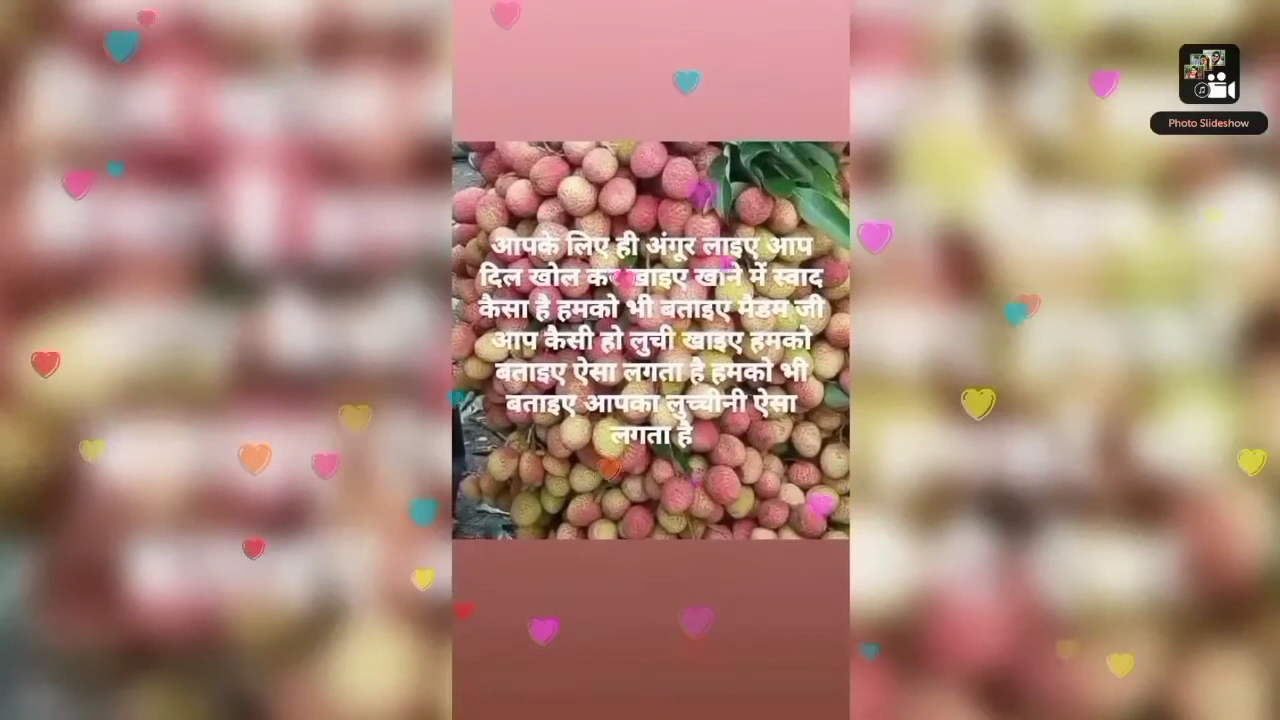 आपके लिए ही अंगूर लाइए आप
दिल खोल कर खाइए खाने में स्वाद
कैसा है हमको भी बताइए मैडम जी
आप कैसी हो लुची खाइए हमको
बताइए ऐसा लगता है हमको भी
बताइए आपका लुच्चीनी ऐसा
लगता है
Photo Slideshow